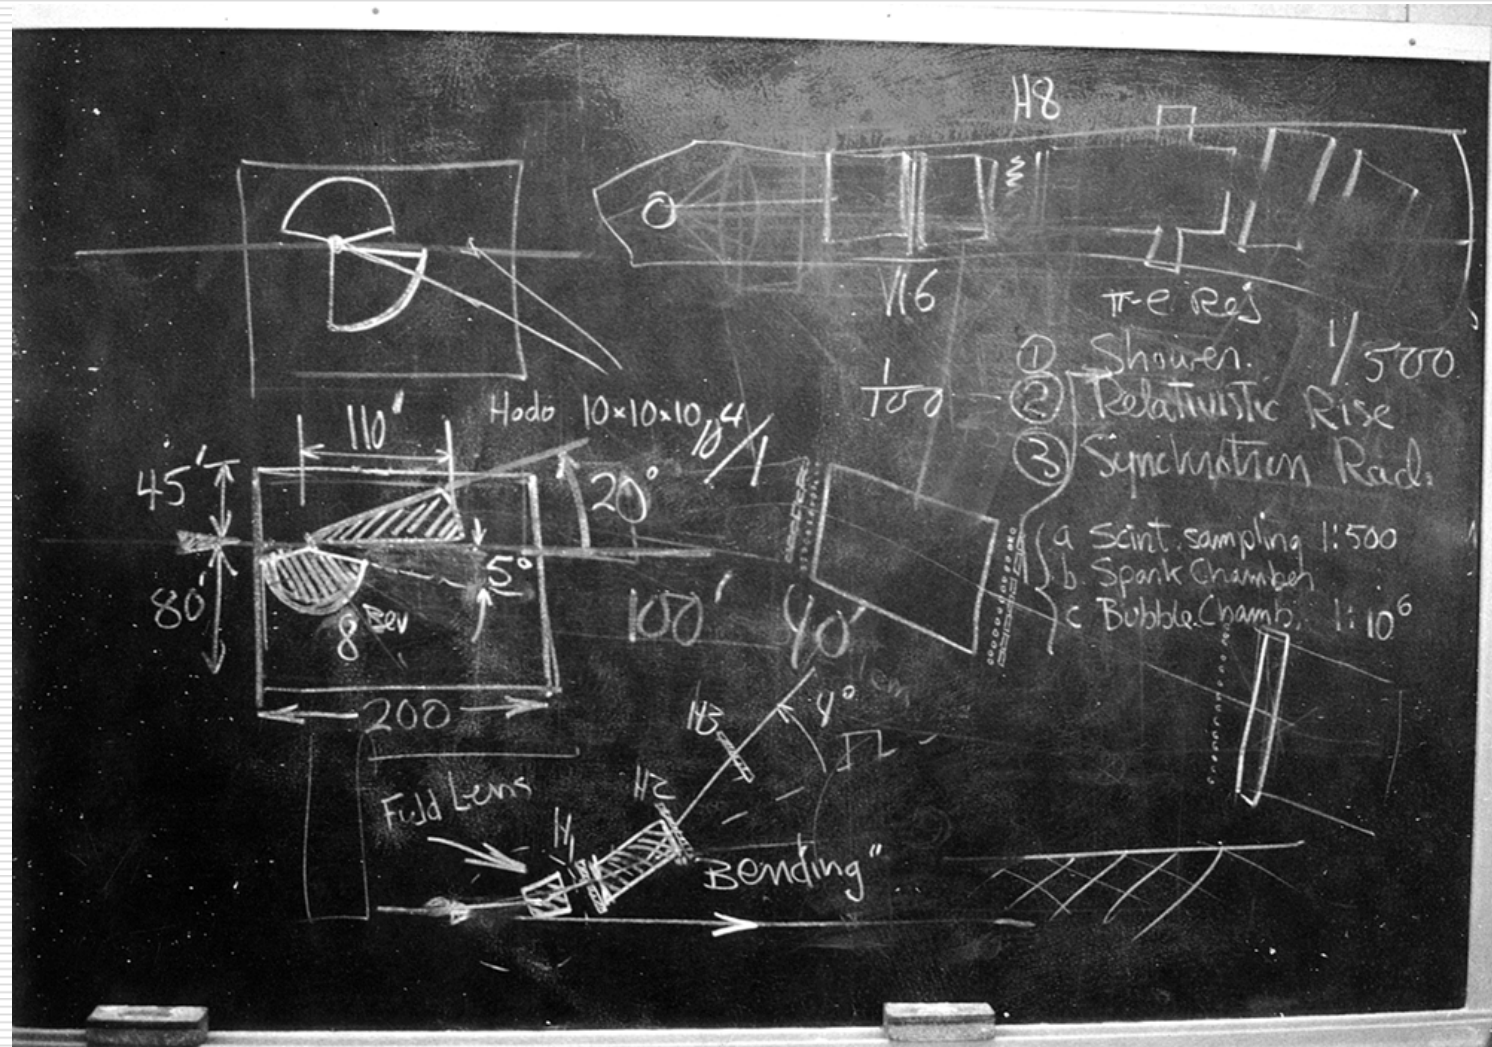 H8
V16
π-e Rej
① Shower. 1/500
1/100 - ② Relativistic Rise
③ Synchrotron Rad.
a Scint. sampling 1:500
b. Spark Chamber
c Bubble Chamb. 1:10⁶
Hodo 10×10×10
10⁴/1
110'
45'
20°
5°
80'
8 Bev
100'
40'
200
4°
H3
H2
H1
Field Lens
Bending"